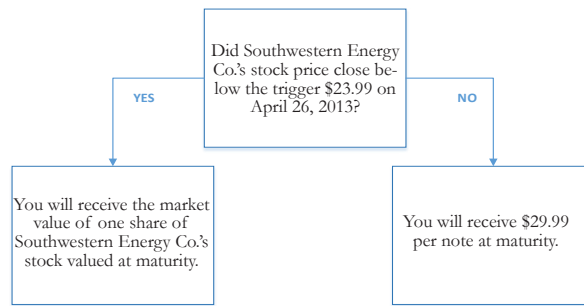 Did Southwestern Energy
Co.'s stock price close be-
low the trigger $23.99 on
April 26, 2013?
YES
NO
You will receive the market
value of one share of
Southwestern Energy Co.'s
stock valued at maturity.
You will receive $29.99
per note at maturity.